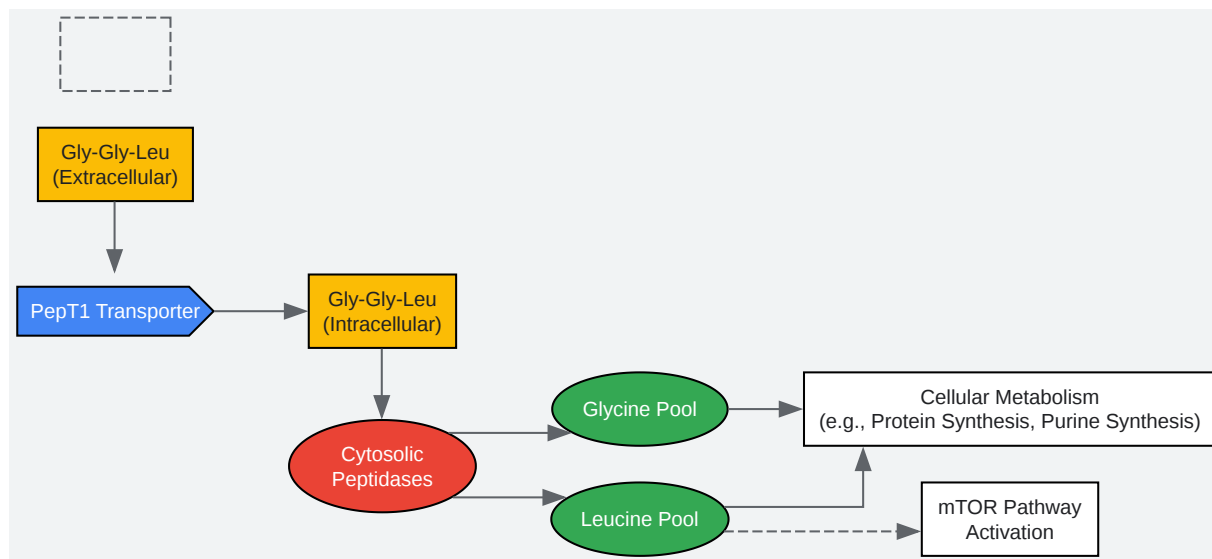 Gly-Gly-Leu
(Extracellular)
PepT1 Transporter
Gly-Gly-Leu
(Intracellular)
Cytosolic
Peptidases
Glycine Pool
Leucine Pool
Cellular Metabolism
(e.g., Protein Synthesis, Purine Synthesis)
mTOR Pathway
Activation